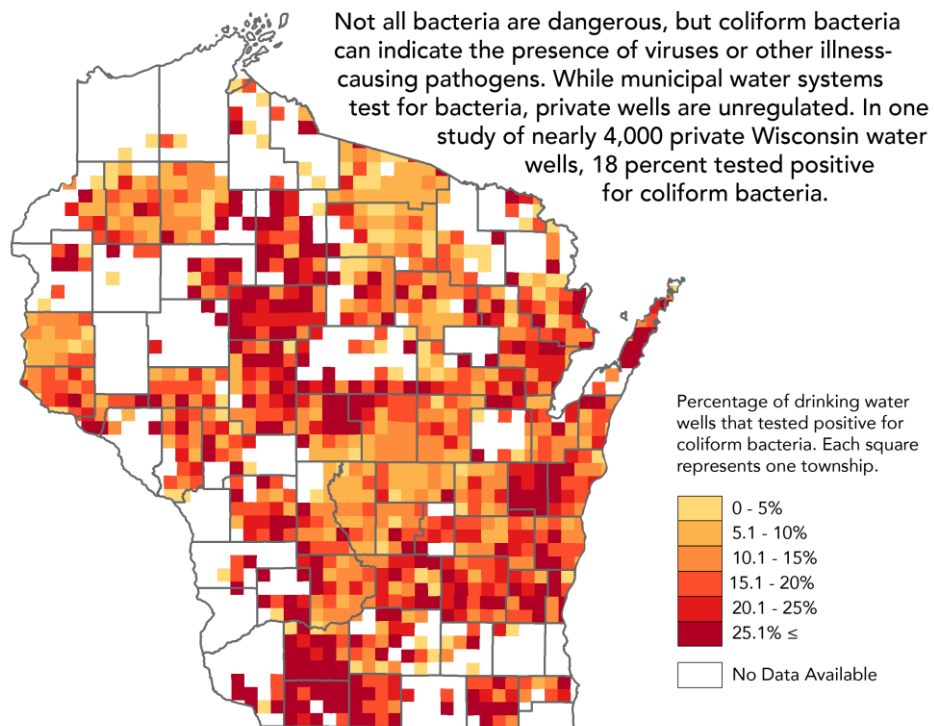 Not all bacteria are dangerous, but coliform bacteria
can indicate the presence of viruses or other illness-
causing pathogens. While municipal water systems
test for bacteria, private wells are unregulated. In one
study of nearly 4,000 private Wisconsin water
wells, 18 percent tested positive
for coliform bacteria.
Percentage of drinking water
wells that tested positive for
coliform bacteria. Each square
represents one township.
0 - 5%
5.1 - 10%
10.1 - 15%
15.1 - 20%
20.1 - 25%
25.1% ≤
No Data Available